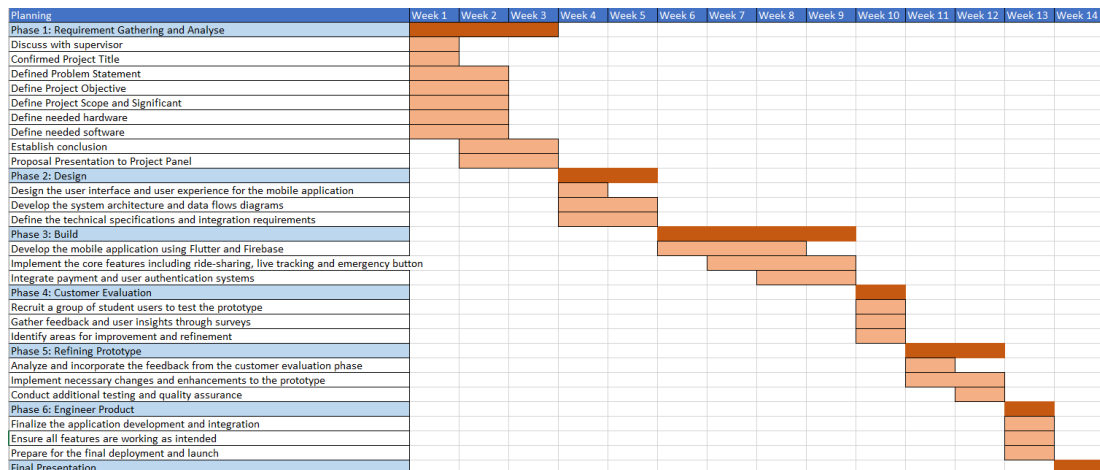 Planning Week 1 Week 2 Week 3 Week 4 Week 5 Week 6 Week 7 Week 8 Week 9 Week 10 Week 11 Week 12 Week 13 Week 14
Phase 1: Requirement Gathering and Analyse
Discuss with supervisor
Confirmed Project Title
Defined Problem Statement
Define Project Objective
Define Project Scope and Significant
Define needed hardware
Define needed software
Establish conclusion
Proposal Presentation to Project Panel
Phase 2: Design
Design the user interface and user experience for the mobile application
Develop the system architecture and data flows diagrams
Define the technical specifications and integration requirements
Phase 3: Build
Develop the mobile application using Flutter and Firebase
Implement the core features including ride-sharing, live tracking and emergency button
Integrate payment and user authentication systems
Phase 4: Customer Evaluation
Recruit a group of student users to test the prototype
Gather feedback and user insights through surveys
Identify areas for improvement and refinement
Phase 5: Refining Prototype
Analyze and incorporate the feedback from the customer evaluation phase
Implement necessary changes and enhancements to the prototype
Conduct additional testing and quality assurance
Phase 6: Engineer Product
Finalize the application development and integration
Ensure all features are working as intended
Prepare for the final deployment and launch
Final Presentation